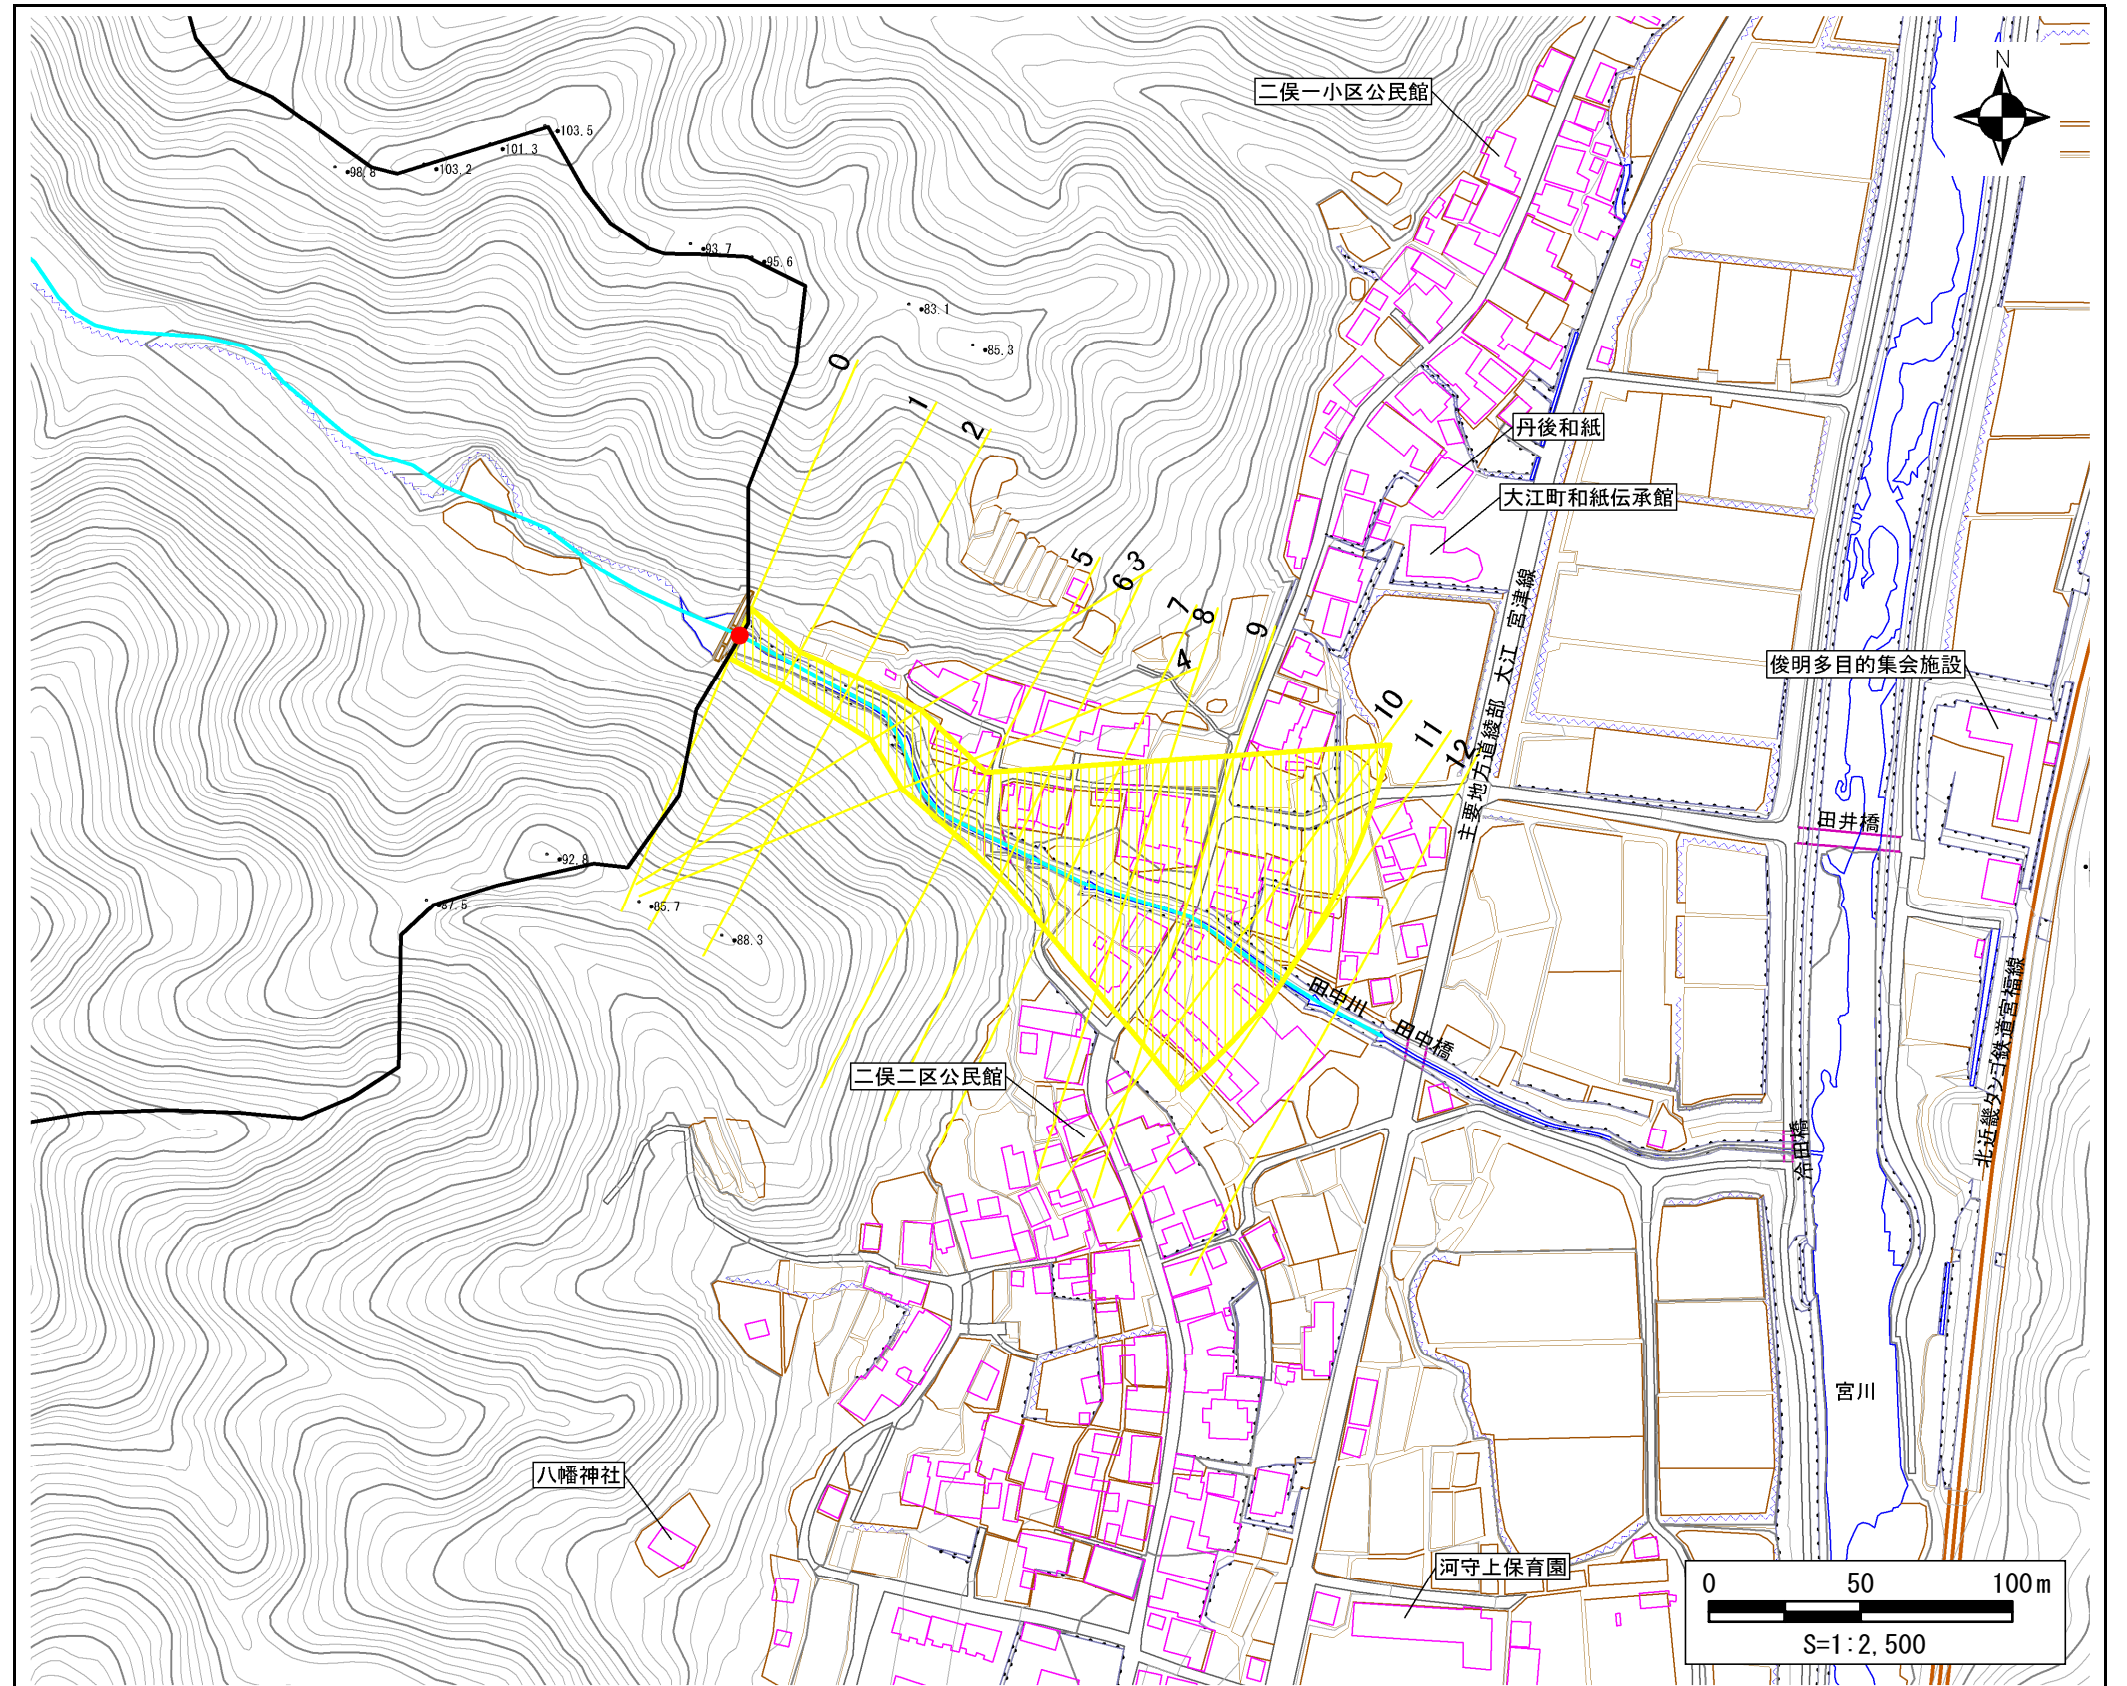 N
二俣一小区公民館
103.5
101.3
103.2
98.8
93.7
95.6
83.1
85.3
0
1
2
丹後和紙
大江町和紙伝承館
5
3
6
7
8
4
9
主要地方道綾部 大江 宮津線
俊明多目的集会施設
10
11
12
田井橋
92.8
87.5
85.7
88.3
田中川
田中橋
北近畿タンゴ鉄道宮福線
二俣二区公民館
冷田橋
宮川
八幡神社
河守上保育園
0 50 100m
S=1:2,500